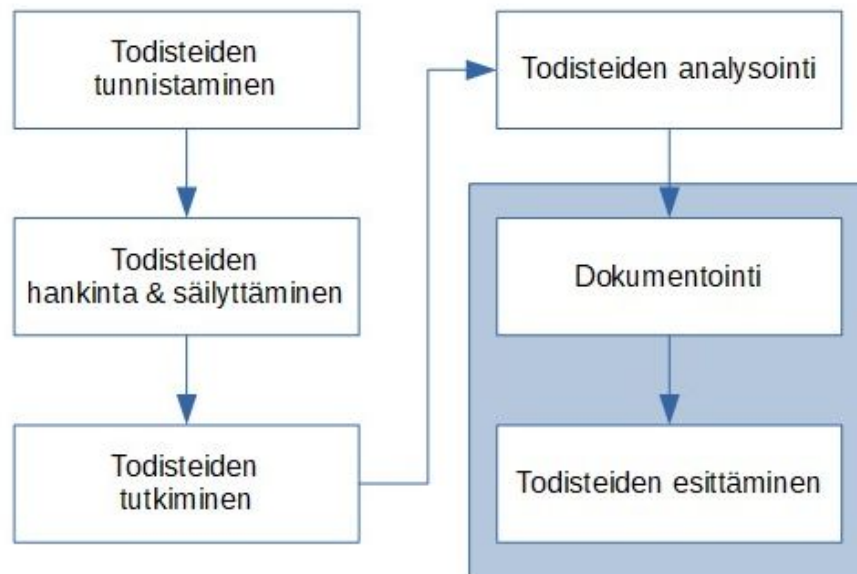 Todisteiden
tunnistaminen
Todisteiden
hankinta & säilyttäminen
Todisteiden
tutkiminen
Todisteiden analysointi
Dokumentointi
Todisteiden esittäminen